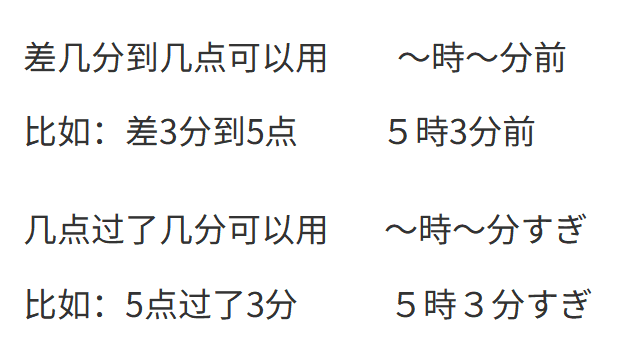 差几分到几点可以用 ～時～分前
比如：差3分到5点 ５時3分前
几点过了几分可以用 ～時～分すぎ
比如：5点过了3分 ５時３分すぎ